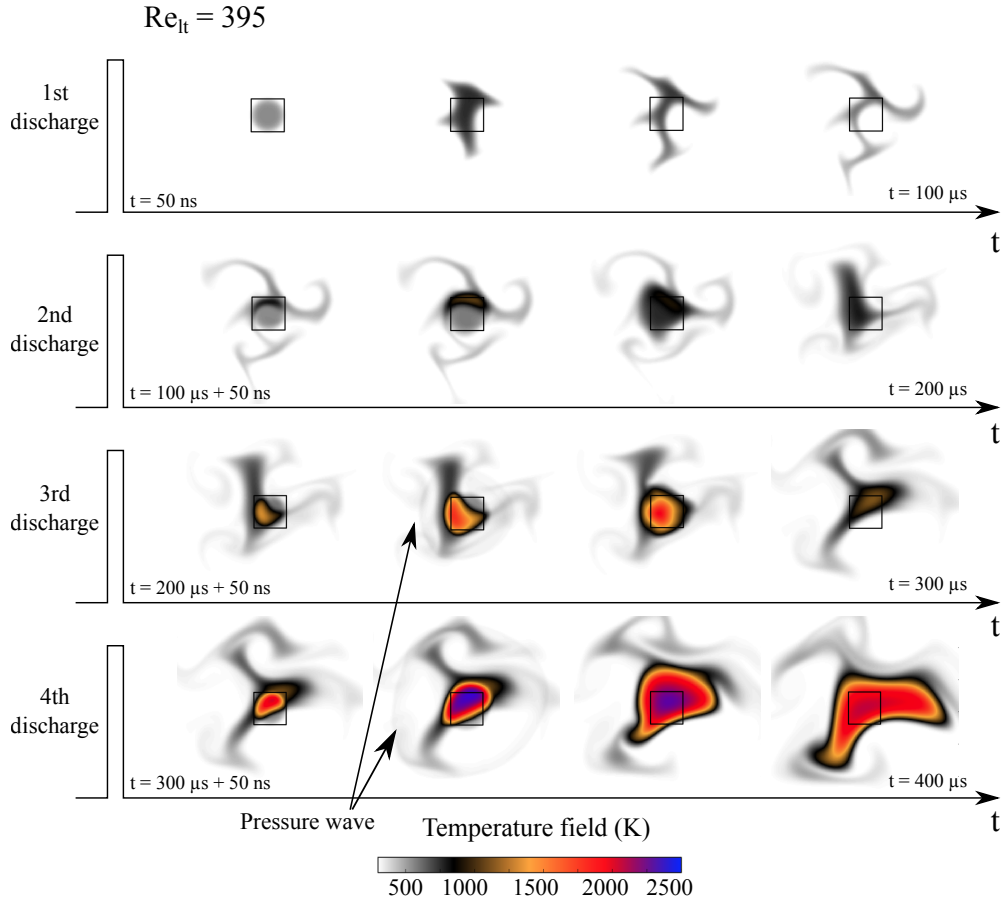 Re_lt = 395
1st
discharge
t = 50 ns
t = 100 µs
t
2nd
discharge
t = 100 µs + 50 ns
t = 200 µs
t
3rd
discharge
t = 200 µs + 50 ns
t = 300 µs
t
4th
discharge
t = 300 µs + 50 ns
t = 400 µs
t
Pressure wave
Temperature field (K)
500 1000 1500 2000 2500